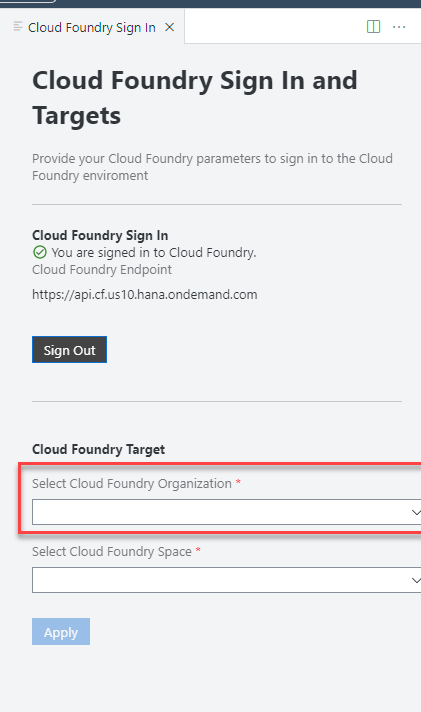 Cloud Foundry Sign In
Cloud Foundry Sign In and
Targets
Provide your Cloud Foundry parameters to sign in to the Cloud
Foundry enviroment
Cloud Foundry Sign In
You are signed in to Cloud Foundry.
Cloud Foundry Endpoint
https://api.cf.us10.hana.ondemand.com
Sign Out
Cloud Foundry Target
Select Cloud Foundry Organization *
Select Cloud Foundry Space *
Apply